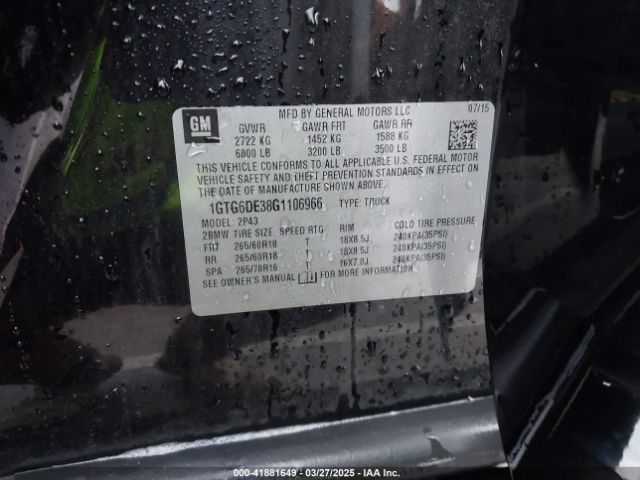 GM
MFD BY GENERAL MOTORS LLC 07/15
GVWR GAWR FRT GAWR RR
2722 KG 1452 KG 1588 KG
6000 LB 3200 LB 3500 LB
THIS VEHICLE CONFORMS TO ALL APPLICABLE U.S. FEDERAL MOTOR
VEHICLE SAFETY AND THEFT PREVENTION STANDARDS IN EFFECT ON
THE DATE OF MANUFACTURE SHOWN ABOVE.
1GTG6DE38G1106966 TYPE: TRUCK
MODEL: 2P43
2BMW TIRE SIZE SPEED RTG RIM COLD TIRE PRESSURE
FRT 265/60R18 T 18X8.5J 240KPA(35PSI)
RR 265/60R18 T 18X8.5J 240KPA(35PSI)
SPA 265/70R16 T 16X7.0J 240KPA(35PSI)
SEE OWNER'S MANUAL FOR MORE INFORMATION
000-41881649 | 03/27/2025 | IAA Inc.